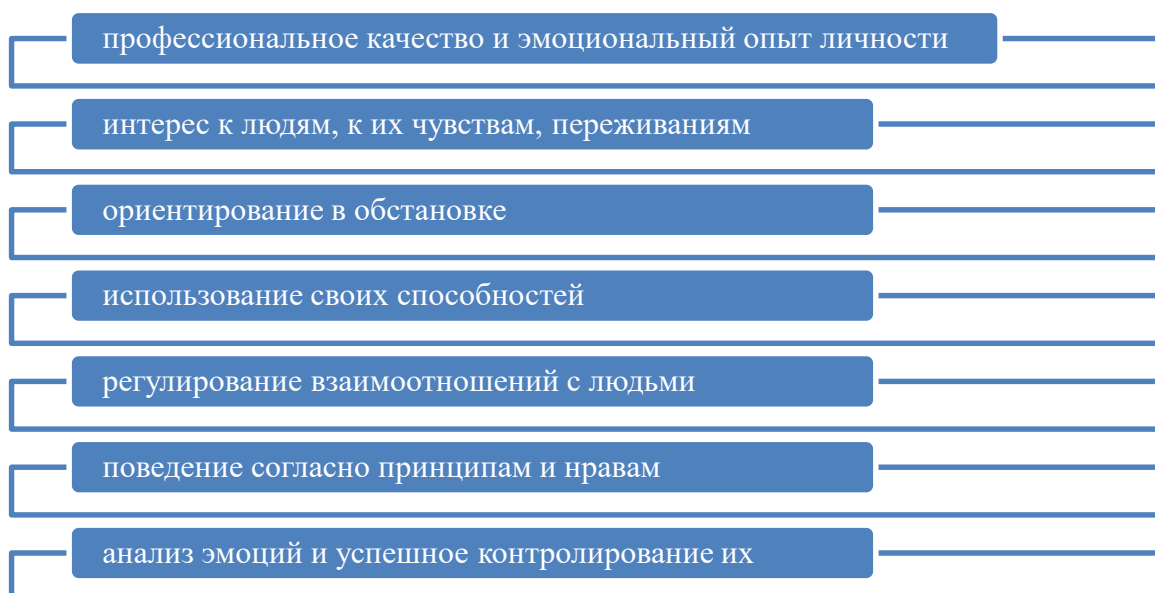 профессиональное качество и эмоциональный опыт личности
интерес к людям, к их чувствам, переживаниям
ориентирование в обстановке
использование своих способностей
регулирование взаимоотношений с людьми
поведение согласно принципам и нравам
анализ эмоций и успешное контролирование их